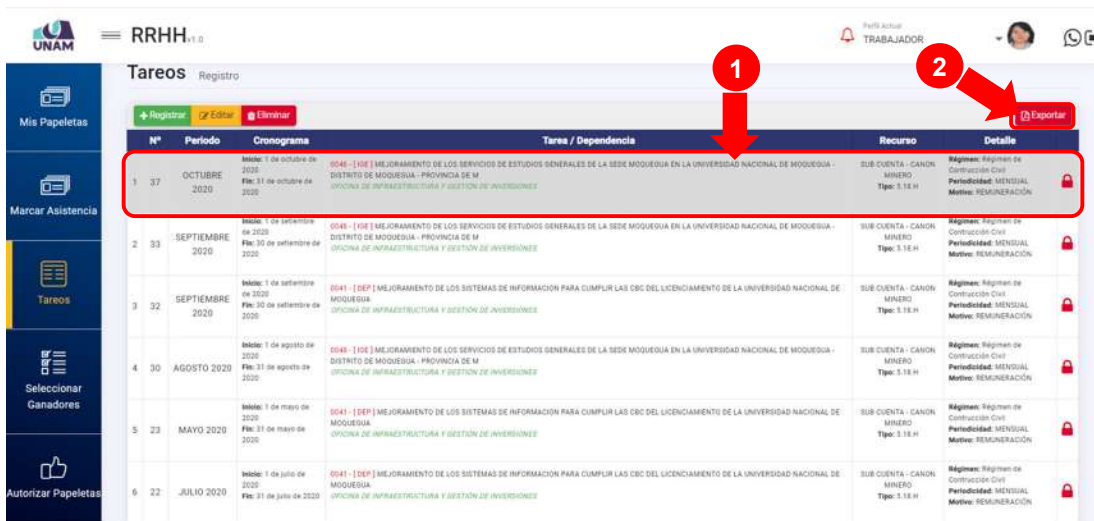 UNAM
RRHH v1.0
Perfil Actual
TRABAJADOR
Tareos Registro
1
2
Mis Papeletas
Marcar Asistencia
Tareos
Seleccionar
Ganadores
Autorizar Papeletas
+ Registrar Editar Eliminar Exportar
Nº Periodo Cronograma Tarea / Dependencia Recurso Detalle
1 37 OCTUBRE 2020
Inicio: 1 de octubre de 2020
Fin: 31 de octubre de 2020
0046 - [ IGE ] MEJORAMIENTO DE LOS SERVICIOS DE ESTUDIOS GENERALES DE LA SEDE MOQUEGUA EN LA UNIVERSIDAD NACIONAL DE MOQUEGUA -
DISTRITO DE MOQUEGUA - PROVINCIA DE M
OFICINA DE INFRAESTRUCTURA Y GESTIÓN DE INVERSIONES
SUB CUENTA - CANON
MINERO
Tipo: 5.18.H
Régimen: Régimen de
Contrucción Civil
Periodicidad: MENSUAL
Motivo: REMUNERACIÓN
2 33 SEPTIEMBRE 2020
Inicio: 1 de setiembre
de 2020
Fin: 30 de setiembre de
2020
0046 - [ IGE ] MEJORAMIENTO DE LOS SERVICIOS DE ESTUDIOS GENERALES DE LA SEDE MOQUEGUA EN LA UNIVERSIDAD NACIONAL DE MOQUEGUA -
DISTRITO DE MOQUEGUA - PROVINCIA DE M
OFICINA DE INFRAESTRUCTURA Y GESTIÓN DE INVERSIONES
SUB CUENTA - CANON
MINERO
Tipo: 5.18.H
Régimen: Régimen de
Contrucción Civil
Periodicidad: MENSUAL
Motivo: REMUNERACIÓN
3 32 SEPTIEMBRE 2020
Inicio: 1 de setiembre
de 2020
Fin: 30 de setiembre de
2020
0041 - [ DEP ] MEJORAMIENTO DE LOS SISTEMAS DE INFORMACION PARA CUMPLIR LAS CBC DEL LICENCIAMIENTO DE LA UNIVERSIDAD NACIONAL DE
MOQUEGUA
OFICINA DE INFRAESTRUCTURA Y GESTIÓN DE INVERSIONES
SUB CUENTA - CANON
MINERO
Tipo: 5.18.H
Régimen: Régimen de
Contrucción Civil
Periodicidad: MENSUAL
Motivo: REMUNERACIÓN
4 30 AGOSTO 2020
Inicio: 1 de agosto de
2020
Fin: 31 de agosto de
2020
0046 - [ IGE ] MEJORAMIENTO DE LOS SERVICIOS DE ESTUDIOS GENERALES DE LA SEDE MOQUEGUA EN LA UNIVERSIDAD NACIONAL DE MOQUEGUA -
DISTRITO DE MOQUEGUA - PROVINCIA DE M
OFICINA DE INFRAESTRUCTURA Y GESTIÓN DE INVERSIONES
SUB CUENTA - CANON
MINERO
Tipo: 5.18.H
Régimen: Régimen de
Contrucción Civil
Periodicidad: MENSUAL
Motivo: REMUNERACIÓN
5 23 MAYO 2020
Inicio: 1 de mayo de
2020
Fin: 31 de mayo de
2020
0041 - [ DEP ] MEJORAMIENTO DE LOS SISTEMAS DE INFORMACION PARA CUMPLIR LAS CBC DEL LICENCIAMIENTO DE LA UNIVERSIDAD NACIONAL DE
MOQUEGUA
OFICINA DE INFRAESTRUCTURA Y GESTIÓN DE INVERSIONES
SUB CUENTA - CANON
MINERO
Tipo: 5.18.H
Régimen: Régimen de
Contrucción Civil
Periodicidad: MENSUAL
Motivo: REMUNERACIÓN
6 22 JULIO 2020
Inicio: 1 de julio de
2020
Fin: 31 de julio de 2020
0041 - [ DEP ] MEJORAMIENTO DE LOS SISTEMAS DE INFORMACION PARA CUMPLIR LAS CBC DEL LICENCIAMIENTO DE LA UNIVERSIDAD NACIONAL DE
MOQUEGUA
OFICINA DE INFRAESTRUCTURA Y GESTIÓN DE INVERSIONES
SUB CUENTA - CANON
MINERO
Tipo: 5.18.H
Régimen: Régimen de
Contrucción Civil
Periodicidad: MENSUAL
Motivo: REMUNERACIÓN